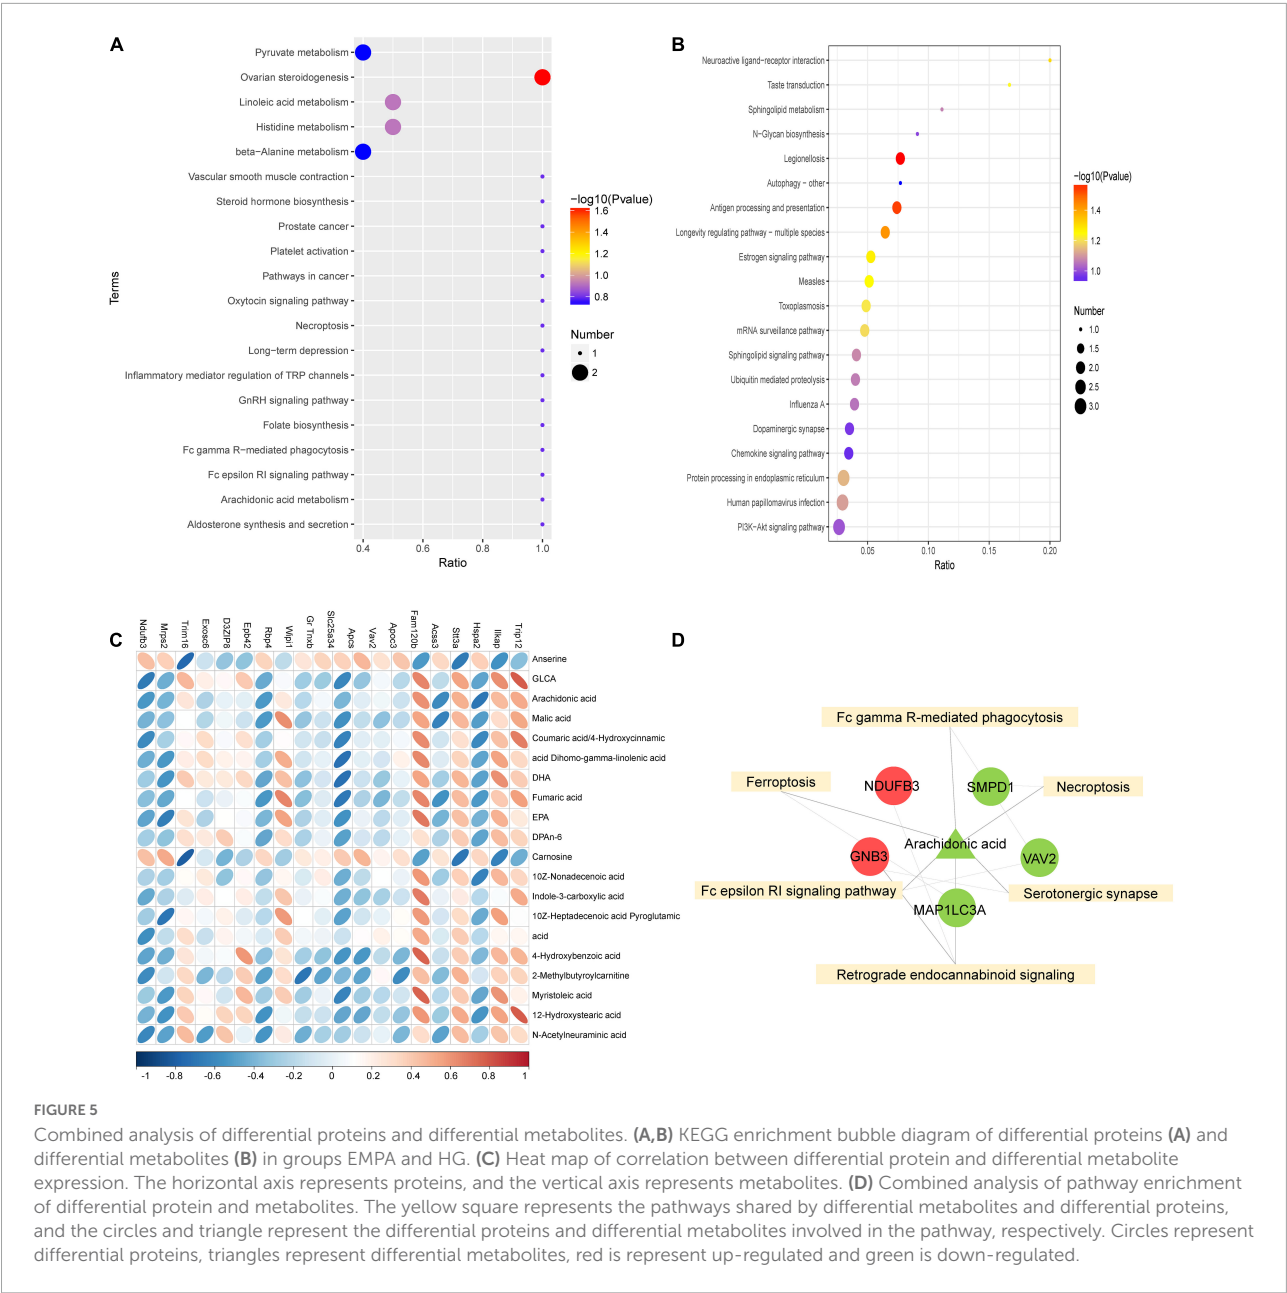 A
Pyruvate metabolism
Ovarian steroidogenesis
Linoleic acid metabolism
Histidine metabolism
beta−Alanine metabolism
Vascular smooth muscle contraction
Steroid hormone biosynthesis
Prostate cancer
Platelet activation
Pathways in cancer
Oxytocin signaling pathway
Necroptosis
Long−term depression
Inflammatory mediator regulation of TRP channels
GnRH signaling pathway
Folate biosynthesis
Fc gamma R−mediated phagocytosis
Fc epsilon RI signaling pathway
Arachidonic acid metabolism
Aldosterone synthesis and secretion
Terms
0.4 0.6 0.8 1.0
Ratio
−log10(Pvalue)
1.6
1.4
1.2
1.0
0.8
Number
1
2
B
Neuroactive ligand−receptor interaction
Taste transduction
Sphingolipid metabolism
N−Glycan biosynthesis
Legionellosis
Autophagy − other
Antigen processing and presentation
Longevity regulating pathway − multiple species
Estrogen signaling pathway
Measles
Toxoplasmosis
mRNA surveillance pathway
Sphingolipid signaling pathway
Ubiquitin mediated proteolysis
Influenza A
Dopaminergic synapse
Chemokine signaling pathway
Protein processing in endoplasmic reticulum
Human papillomavirus infection
PI3K−Akt signaling pathway
0.05 0.10 0.15 0.20
Ratio
−log10(Pvalue)
1.4
1.2
1.0
Number
1.0
1.5
2.0
2.5
3.0
C
Ndufb3 Mrps2 Trim16 Exosc6 D3ZIP8 Epb42 Rbp4 Wipi1 Gr Tnxb Slc25a34 Apcs Vav2 Apoc3 Fam120b Acss3 Stt3a Hspa2 Ilkap Trip12
Anserine
GLCA
Arachidonic acid
Malic acid
Coumaric acid/4-Hydroxycinnamic
acid Dihomo-gamma-linolenic acid
DHA
Fumaric acid
EPA
DPAn-6
Carnosine
10Z-Nonadecenoic acid
Indole-3-carboxylic acid
10Z-Heptadecenoic acid Pyroglutamic
acid
4-Hydroxybenzoic acid
2-Methylbutyroylcarnitine
Myristoleic acid
12-Hydroxystearic acid
N-Acetylneuraminic acid
-1 -0.8 -0.6 -0.4 -0.2 0 0.2 0.4 0.6 0.8 1
D
Fc gamma R-mediated phagocytosis
Ferroptosis
NDUFB3
SMPD1
Necroptosis
Arachidonic acid
GNB3
VAV2
Fc epsilon RI signaling pathway
Serotonergic synapse
MAP1LC3A
Retrograde endocannabinoid signaling
FIGURE 5
Combined analysis of differential proteins and differential metabolites. (A,B) KEGG enrichment bubble diagram of differential proteins (A) and
differential metabolites (B) in groups EMPA and HG. (C) Heat map of correlation between differential protein and differential metabolite
expression. The horizontal axis represents proteins, and the vertical axis represents metabolites. (D) Combined analysis of pathway enrichment
of differential protein and metabolites. The yellow square represents the pathways shared by differential metabolites and differential proteins,
and the circles and triangle represent the differential proteins and differential metabolites involved in the pathway, respectively. Circles represent
differential proteins, triangles represent differential metabolites, red is represent up-regulated and green is down-regulated.